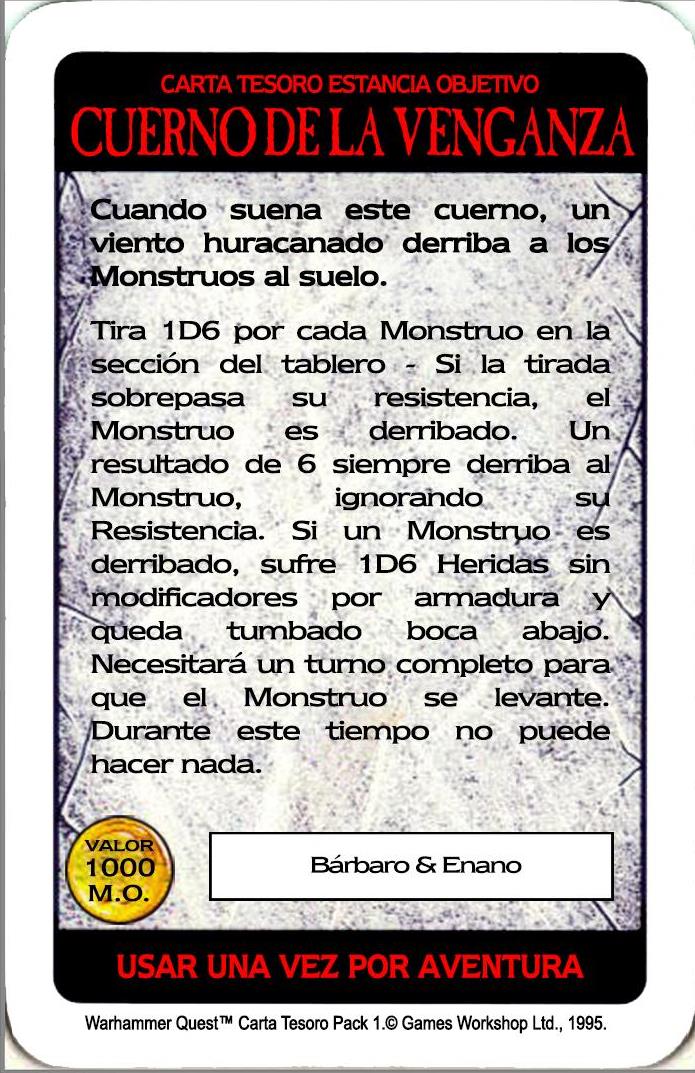 CARTA TESORO ESTANCIA OBJETIVO
CUERNO DE LA VENGANZA
Cuando suena este cuerno, un
viento huracanado derriba a los
Monstruos al suelo.
Tira 1D6 por cada Monstruo en la
sección del tablero - Si la tirada
sobrepasa su resistencia, el
Monstruo es derribado. Un
resultado de 6 siempre derriba al
Monstruo, ignorando su
Resistencia. Si un Monstruo es
derribado, sufre 1D6 Heridas sin
modificadores por armadura y
queda tumbado boca abajo.
Necesitará un turno completo para
que el Monstruo se levante.
Durante este tiempo no puede
hacer nada.
VALOR
1000
M.O.
Bárbaro & Enano
USAR UNA VEZ POR AVENTURA
Warhammer Quest™ Carta Tesoro Pack 1.© Games Workshop Ltd., 1995.